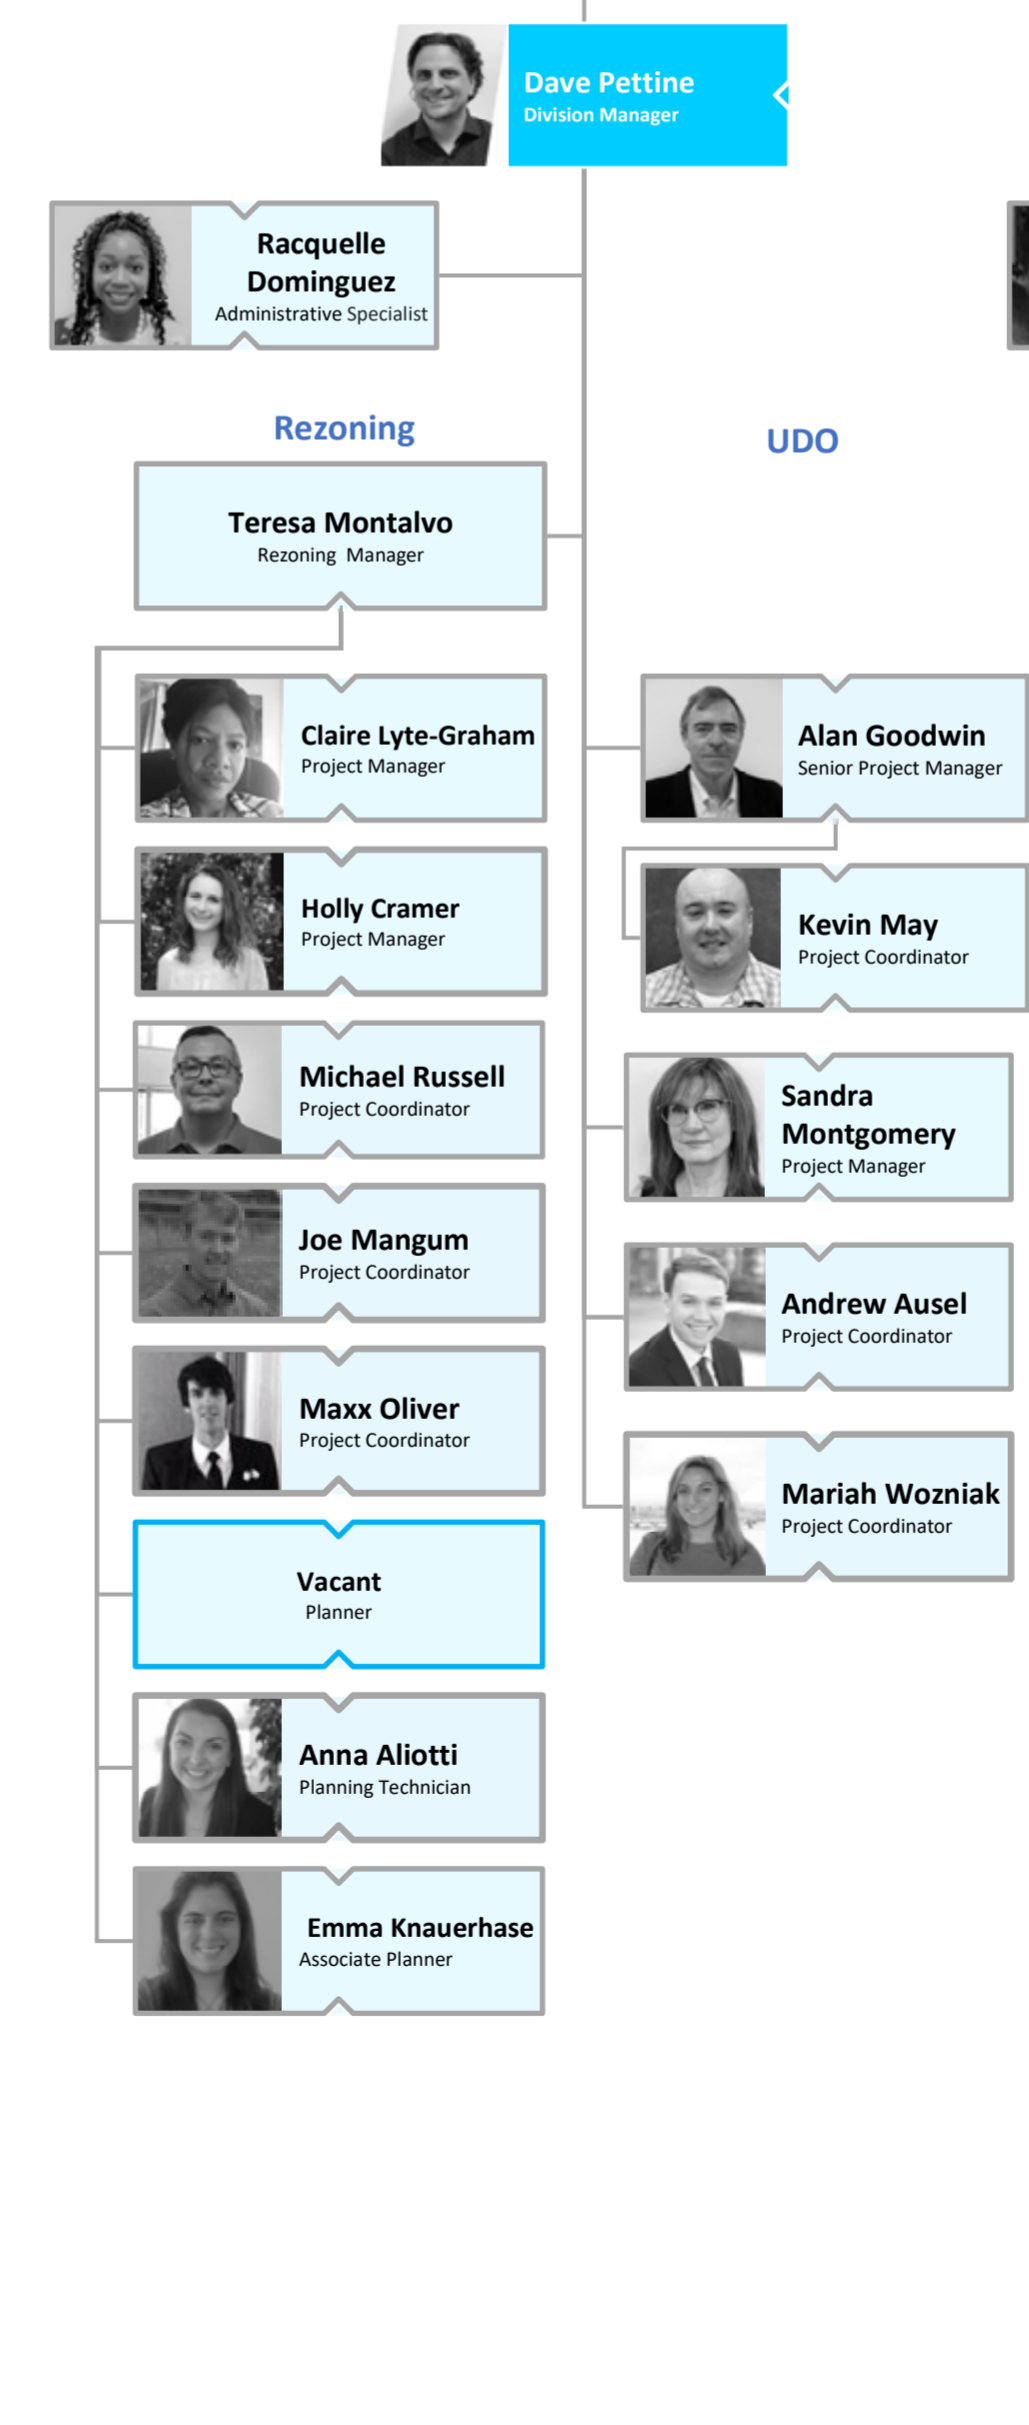 Dave Pettine
Division Manager
Racquelle
Dominguez
Administrative Specialist
Rezoning
Teresa Montalvo
Rezoning Manager
Claire Lyte-Graham
Project Manager
Holly Cramer
Project Manager
Michael Russell
Project Coordinator
Joe Mangum
Project Coordinator
Maxx Oliver
Project Coordinator
Vacant
Planner
Anna Aliotti
Planning Technician
Emma Knauerhase
Associate Planner
UDO
Alan Goodwin
Senior Project Manager
Kevin May
Project Coordinator
Sandra
Montgomery
Project Manager
Andrew Ausel
Project Coordinator
Mariah Wozniak
Project Coordinator